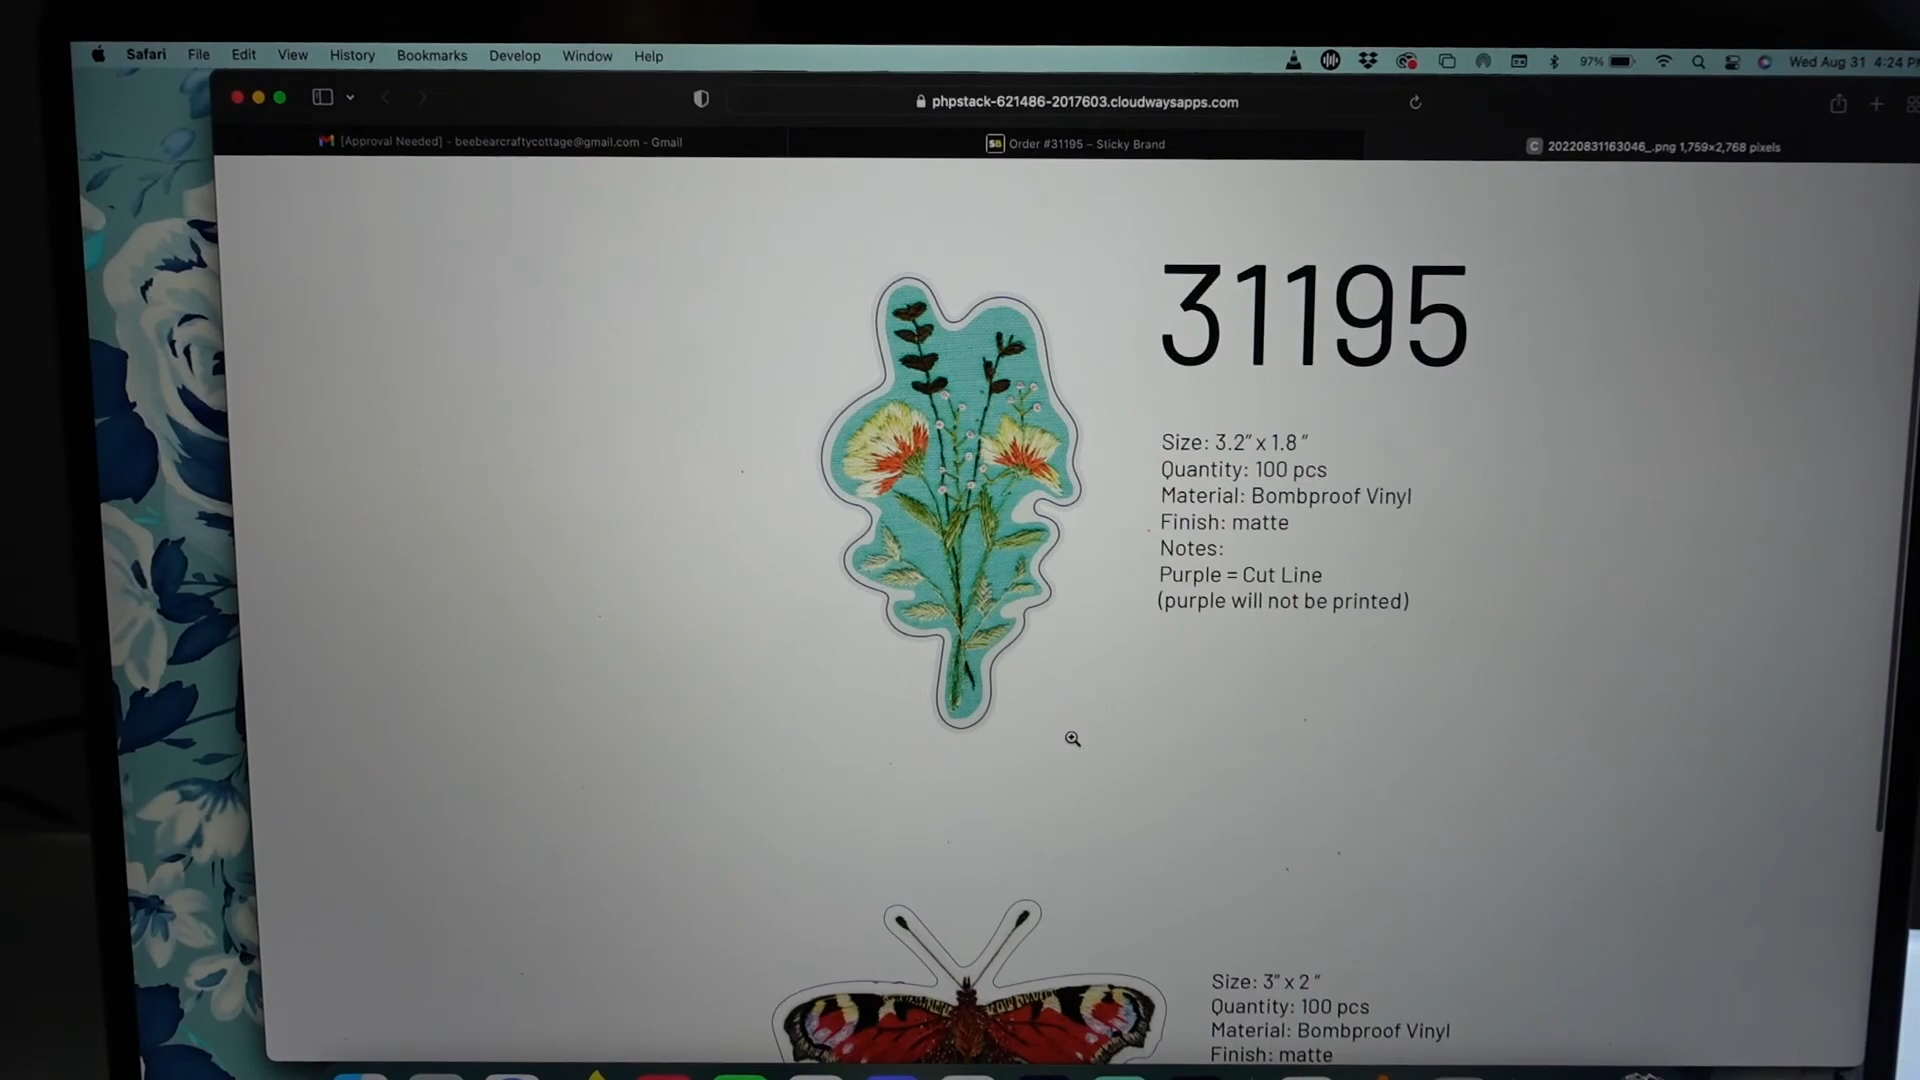 Safari File Edit View History Bookmarks Develop Window Help
97% Wed Aug 31 4:24
phpstack-621486-2017603.cloudwaysapps.com
[Approval Needed] - beebearcraftycottage@gmail.com - Gmail
SB Order #31195 – Sticky Brand
C 20220831163046_.png 1,759×2,768 pixels
31195
Size: 3.2” x 1.8 ”
Quantity: 100 pcs
Material: Bombproof Vinyl
Finish: matte
Notes:
Purple = Cut Line
(purple will not be printed)
Size: 3” x 2 ”
Quantity: 100 pcs
Material: Bombproof Vinyl
Finish: matte